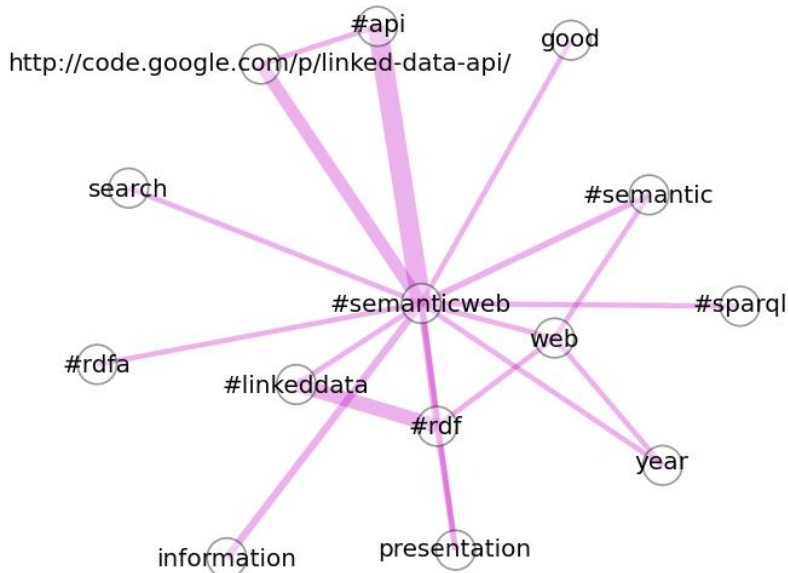 #api
good
http://code.google.com/p/linked-data-api/
search
#semantic
#semanticweb
#sparql
web
#rdfa
#linkeddata
#rdf
year
information
presentation